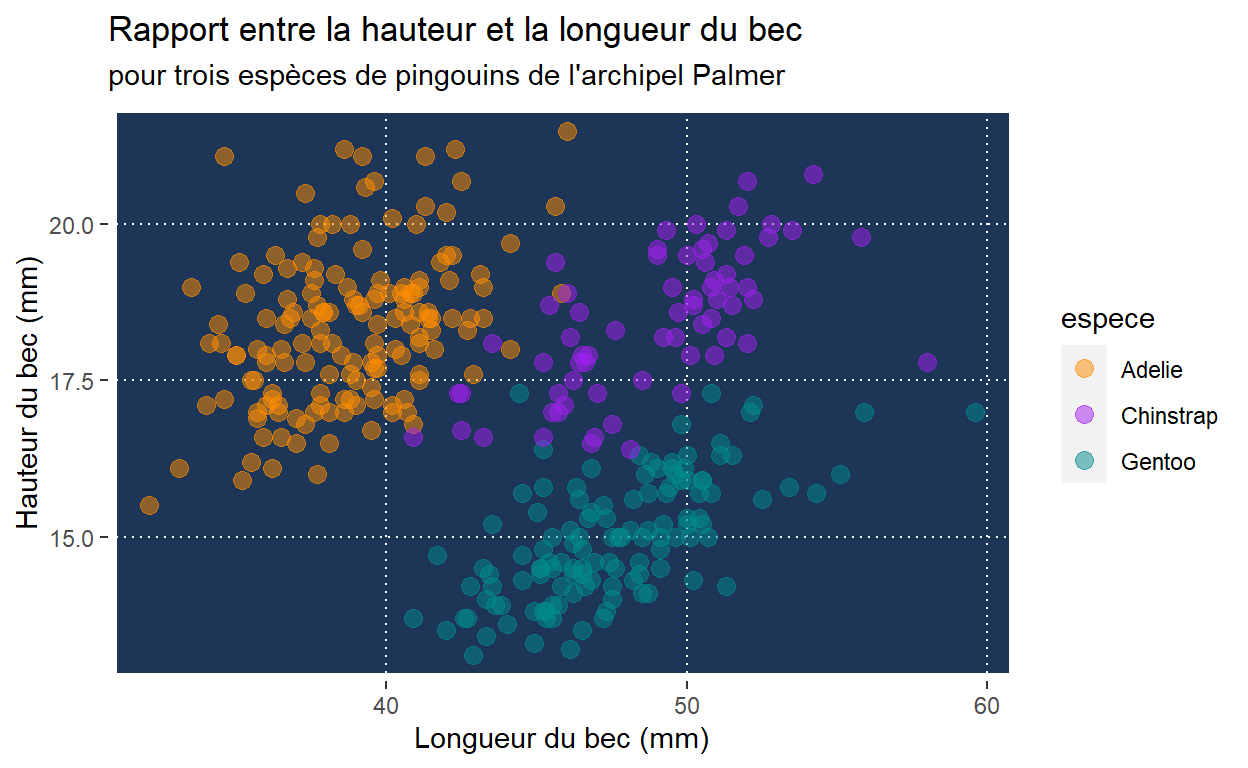 Rapport entre la hauteur et la longueur du bec
pour trois espèces de pingouins de l'archipel Palmer
Hauteur du bec (mm)
20.0
17.5
15.0
40
50
60
Longueur du bec (mm)
espece
Adelie
Chinstrap
Gentoo